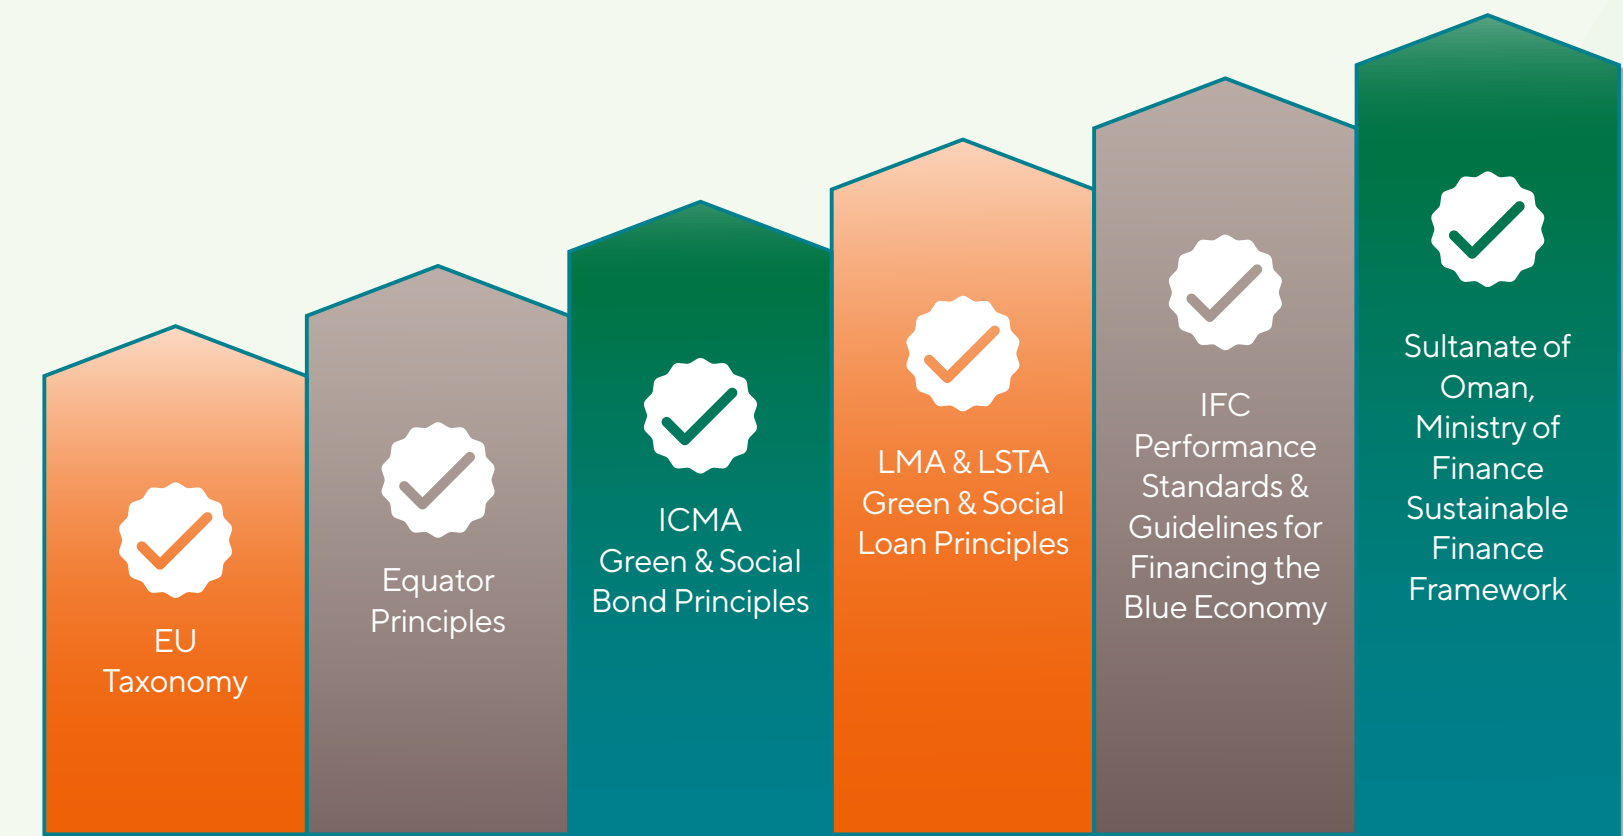 EU
Taxonomy
Equator
Principles
ICMA
Green & Social
Bond Principles
LMA & LSTA
Green & Social
Loan Principles
IFC
Performance
Standards &
Guidelines for
Financing the
Blue Economy
Sultanate of
Oman,
Ministry of
Finance
Sustainable
Finance
Framework